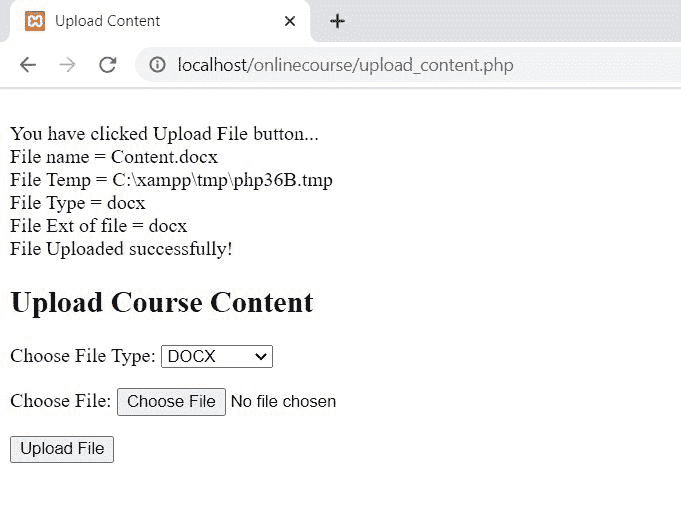 Upload Content
localhost/onlinecourse/upload_content.php
You have clicked Upload File button...
File name = Content.docx
File Temp = C:\xampp\tmp\php36B.tmp
File Type = docx
File Ext of file = docx
File Uploaded successfully!
Upload Course Content
Choose File Type: DOCX
Choose File: Choose File No file chosen
Upload File